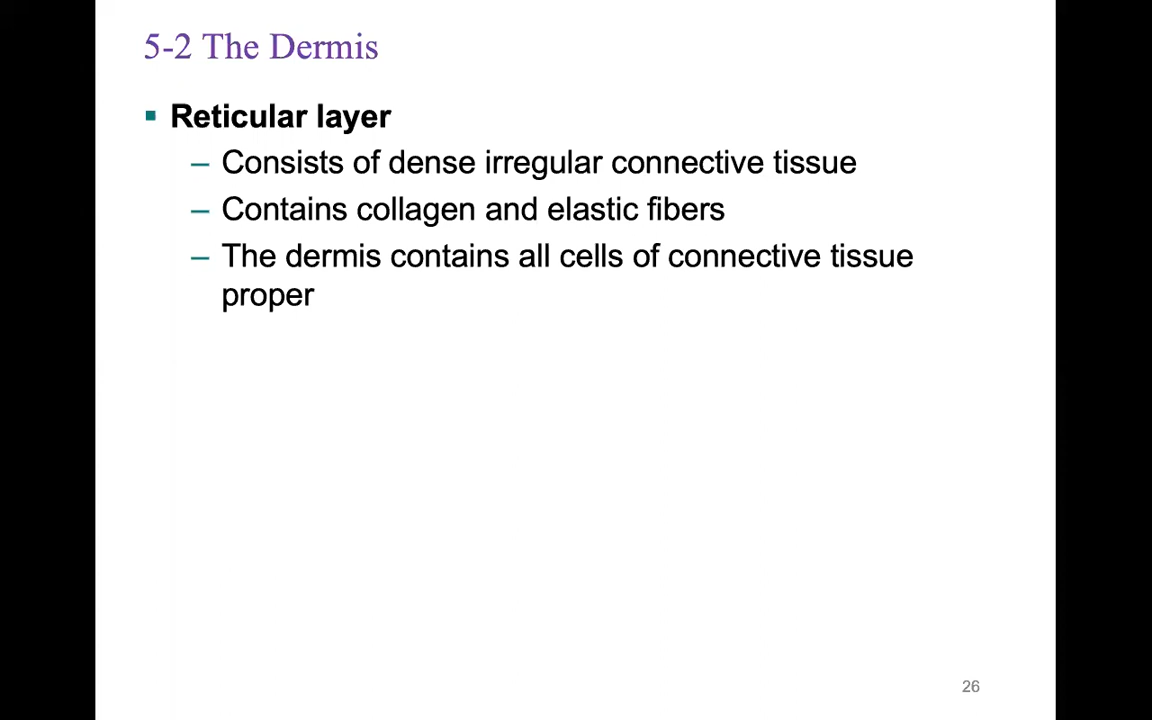 5-2 The Dermis
▪ Reticular layer
– Consists of dense irregular connective tissue
– Contains collagen and elastic fibers
– The dermis contains all cells of connective tissue
proper
26